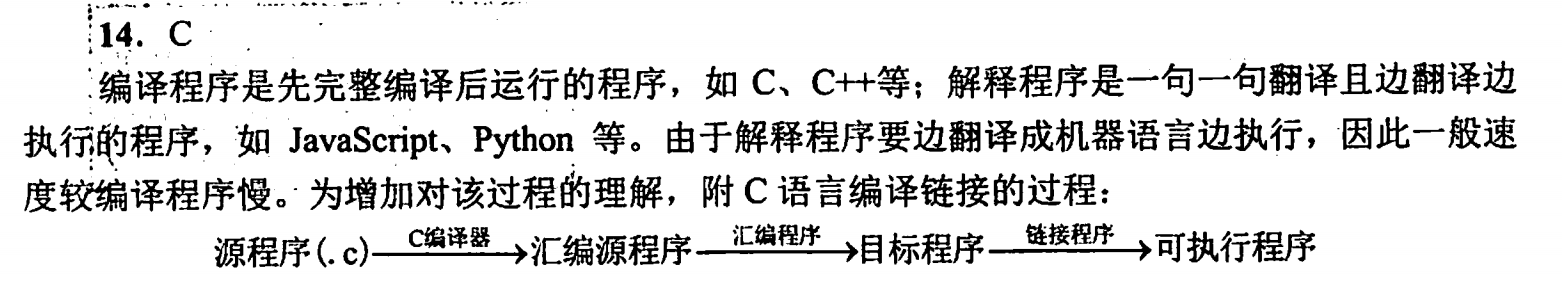 14. C
编译程序是先完整编译后运行的程序，如 C、C++等；解释程序是一句一句翻译且边翻译边
执行的程序，如 JavaScript、Python 等。由于解释程序要边翻译成机器语言边执行，因此一般速
度较编译程序慢。为增加对该过程的理解，附 C 语言编译链接的过程：
源程序(.c) C编译器→汇编源程序 汇编程序→目标程序 链接程序→可执行程序